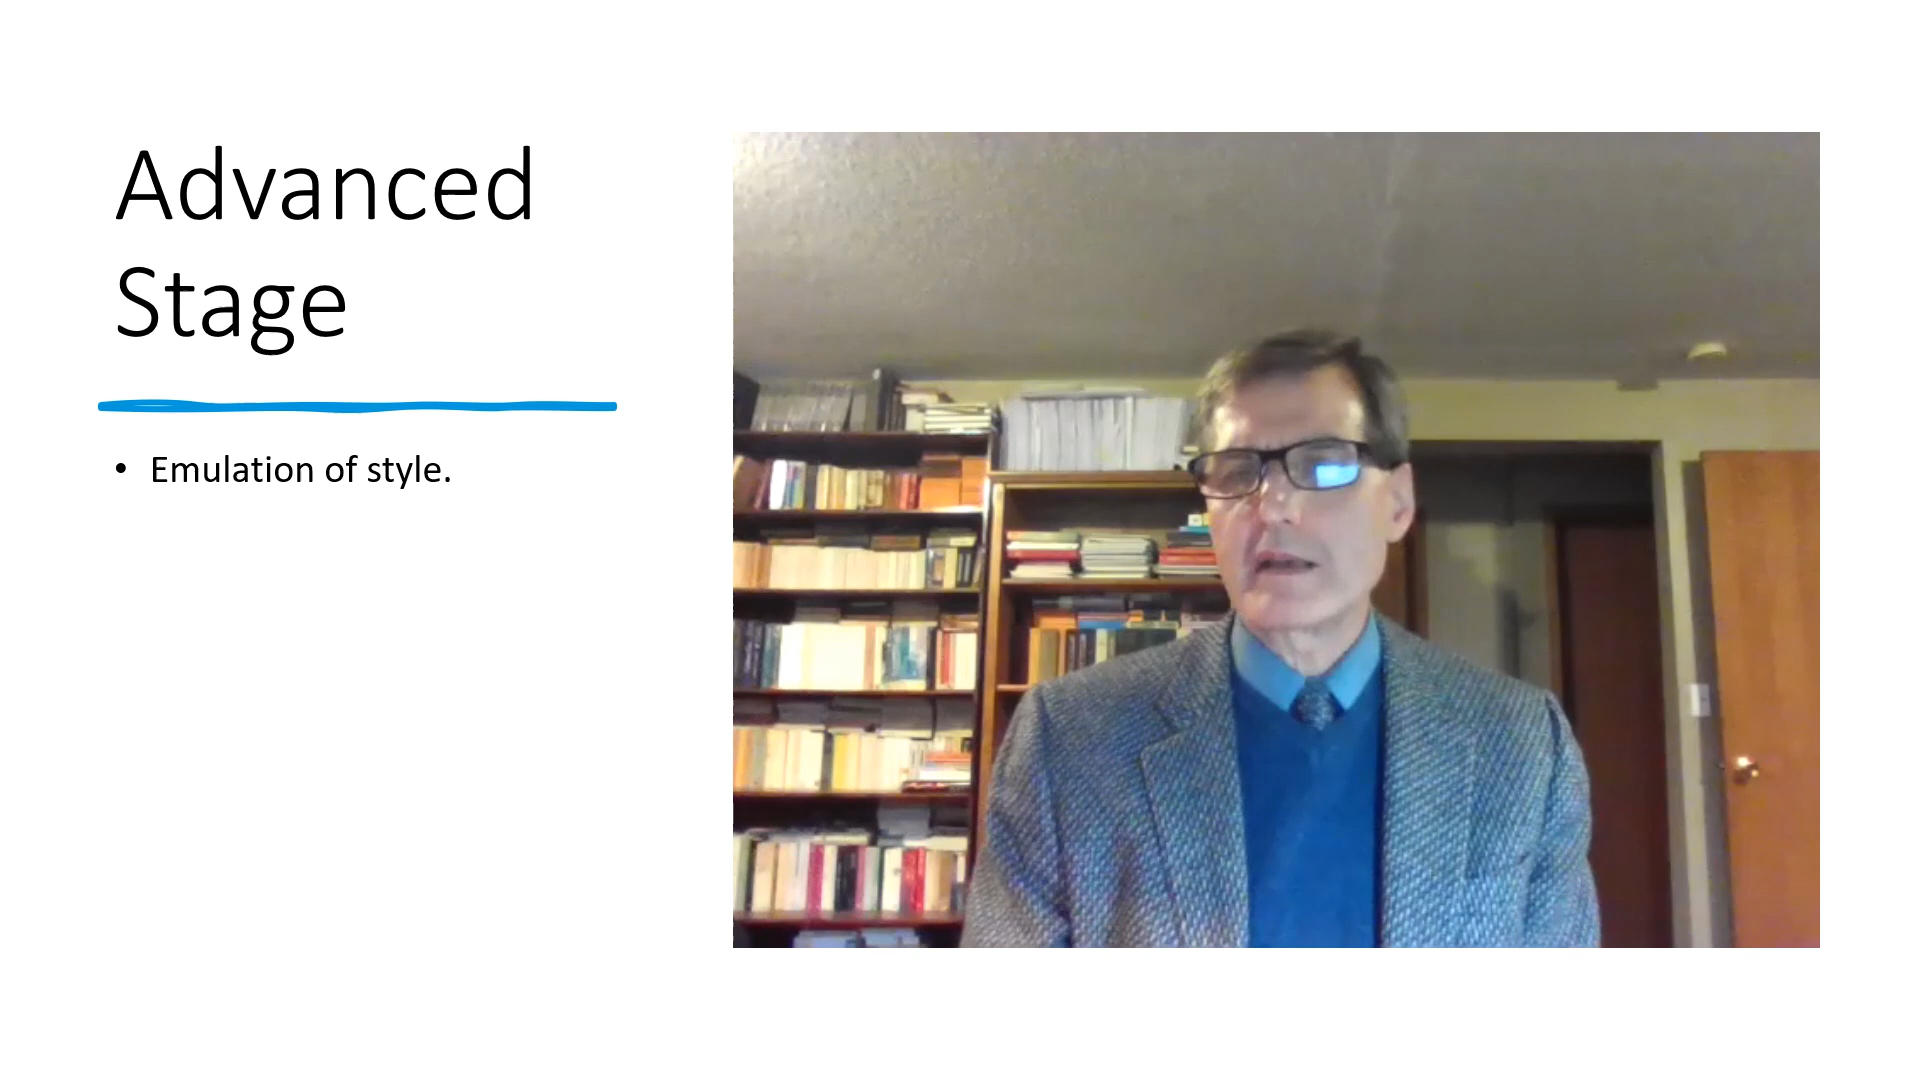 Advanced
Stage
• Emulation of style.